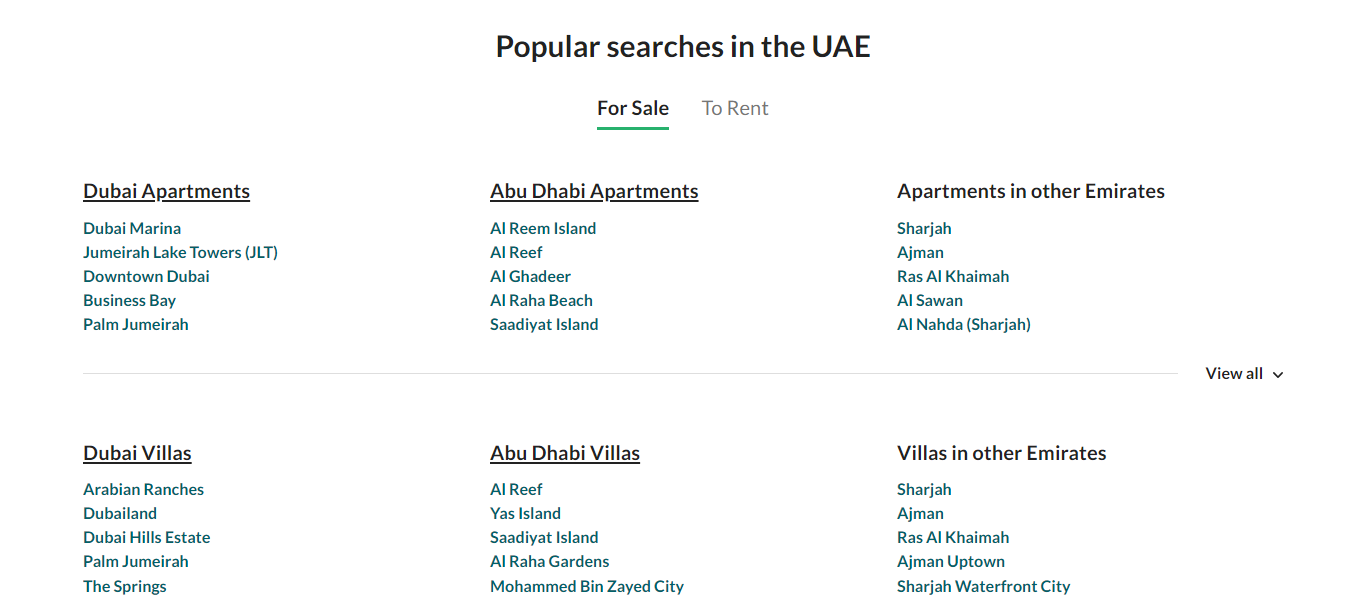 Popular searches in the UAE
For Sale
To Rent
Dubai Apartments
Dubai Marina
Jumeirah Lake Towers (JLT)
Downtown Dubai
Business Bay
Palm Jumeirah
Abu Dhabi Apartments
Al Reem Island
Al Reef
Al Ghadeer
Al Raha Beach
Saadiyat Island
Apartments in other Emirates
Sharjah
Ajman
Ras Al Khaimah
Al Sawan
Al Nahda (Sharjah)
View all
Dubai Villas
Arabian Ranches
Dubailand
Dubai Hills Estate
Palm Jumeirah
The Springs
Abu Dhabi Villas
Al Reef
Yas Island
Saadiyat Island
Al Raha Gardens
Mohammed Bin Zayed City
Villas in other Emirates
Sharjah
Ajman
Ras Al Khaimah
Ajman Uptown
Sharjah Waterfront City